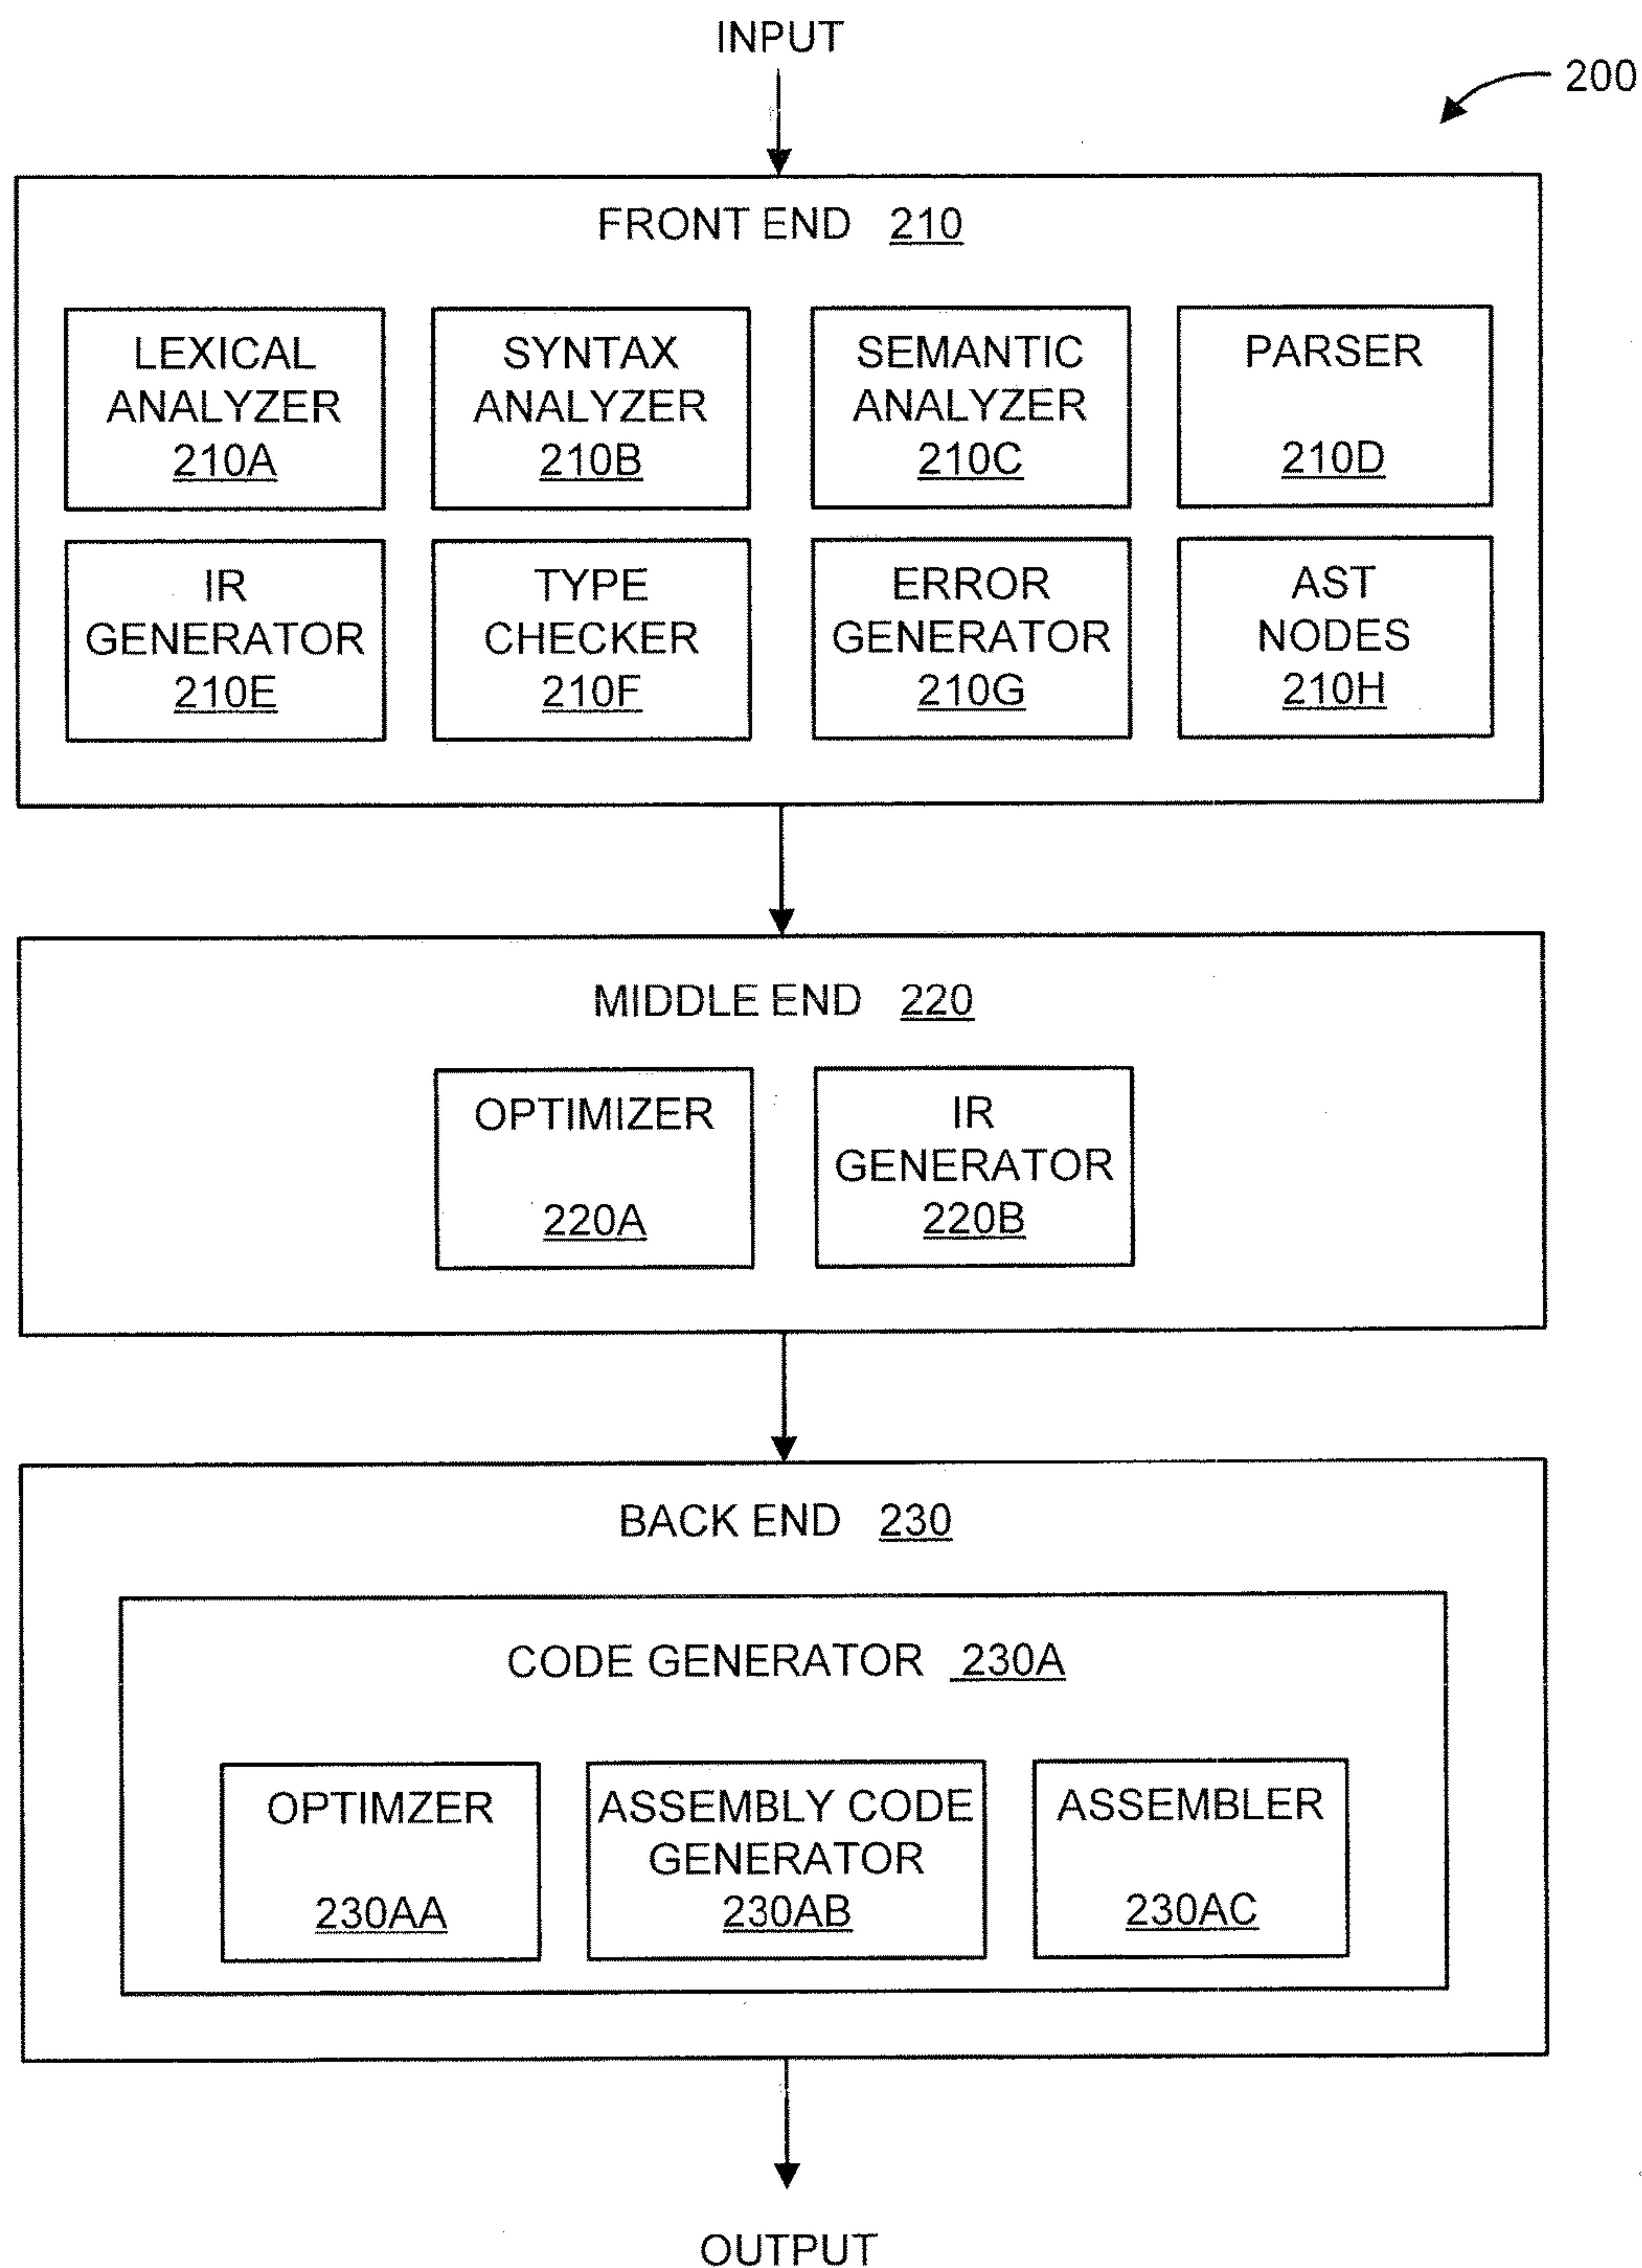 INPUT
200
FRONT END 210
LEXICAL
ANALYZER
210A
SYNTAX
ANALYZER
210B
SEMANTIC
ANALYZER
210C
PARSER
210D
IR
GENERATOR
210E
TYPE
CHECKER
210F
ERROR
GENERATOR
210G
AST
NODES
210H
MIDDLE END 220
OPTIMIZER
220A
IR
GENERATOR
220B
BACK END 230
CODE GENERATOR 230A
OPTIMZER
230AA
ASSEMBLY CODE
GENERATOR
230AB
ASSEMBLER
230AC
OUTPUT